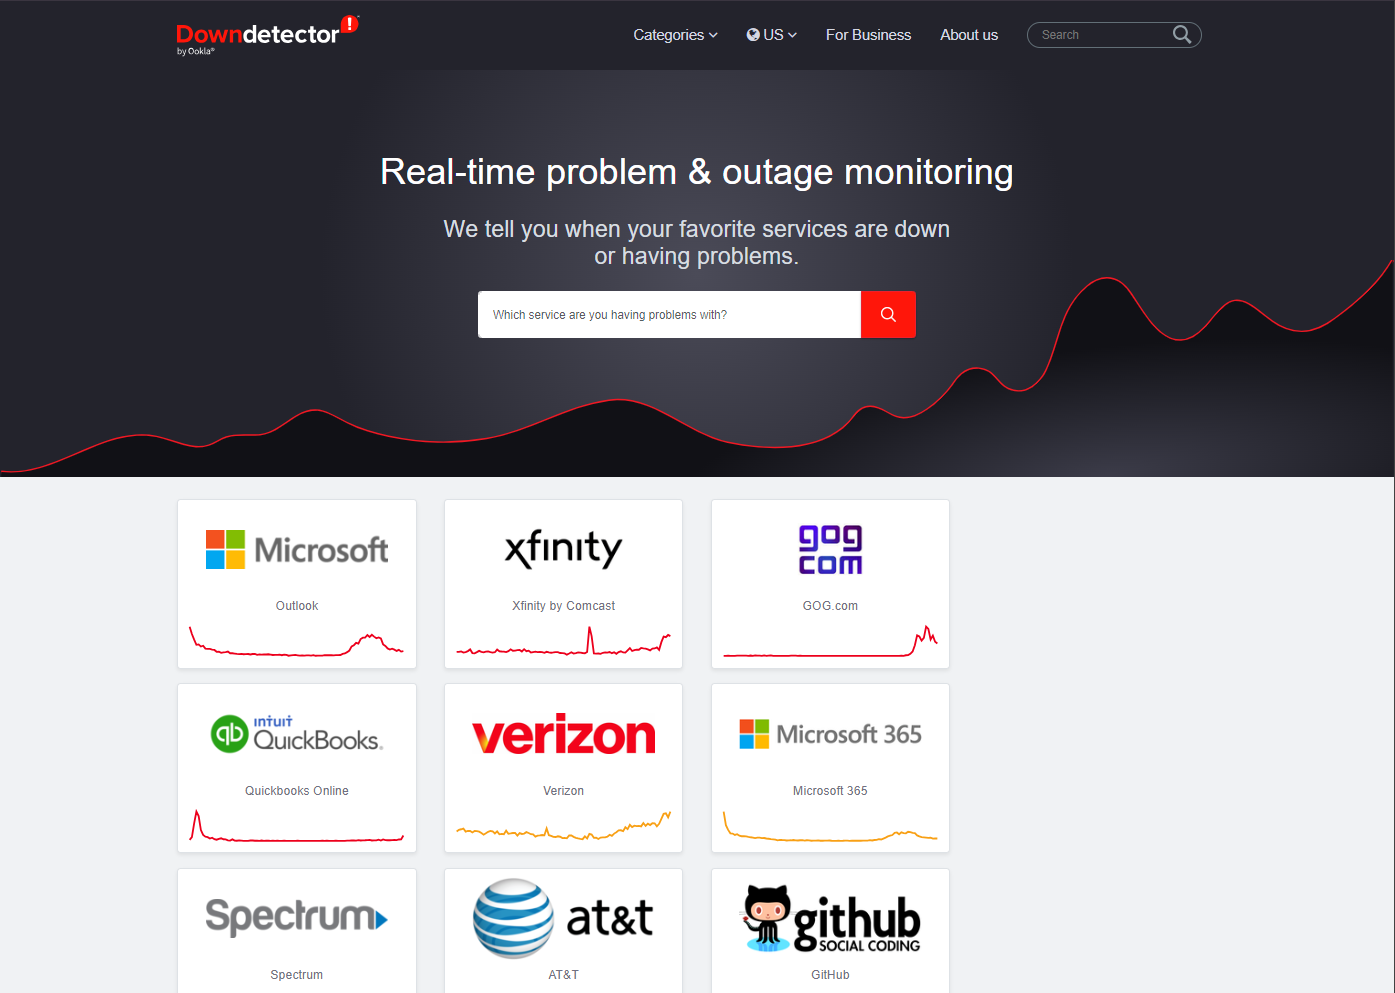 Downdetector
by Ookla®
Categories
US
For Business
About us
Search
Real-time problem & outage monitoring
We tell you when your favorite services are down
or having problems.
Which service are you having problems with?
Microsoft
Outlook
xfinity
Xfinity by Comcast
gog
com
GOG.com
qb intuit
QuickBooks.
Quickbooks Online
verizon
Verizon
Microsoft 365
Microsoft 365
Spectrum
Spectrum
at&t
AT&T
github
SOCIAL CODING
GitHub